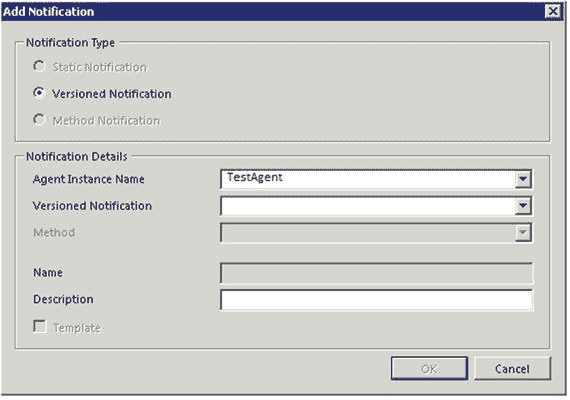 Add Notification
Notification Type
Static Notification
Versioned Notification
Method Notification
Notification Details
Agent Instance Name TestAgent
Versioned Notification
Method
Name
Description
Template
OK Cancel